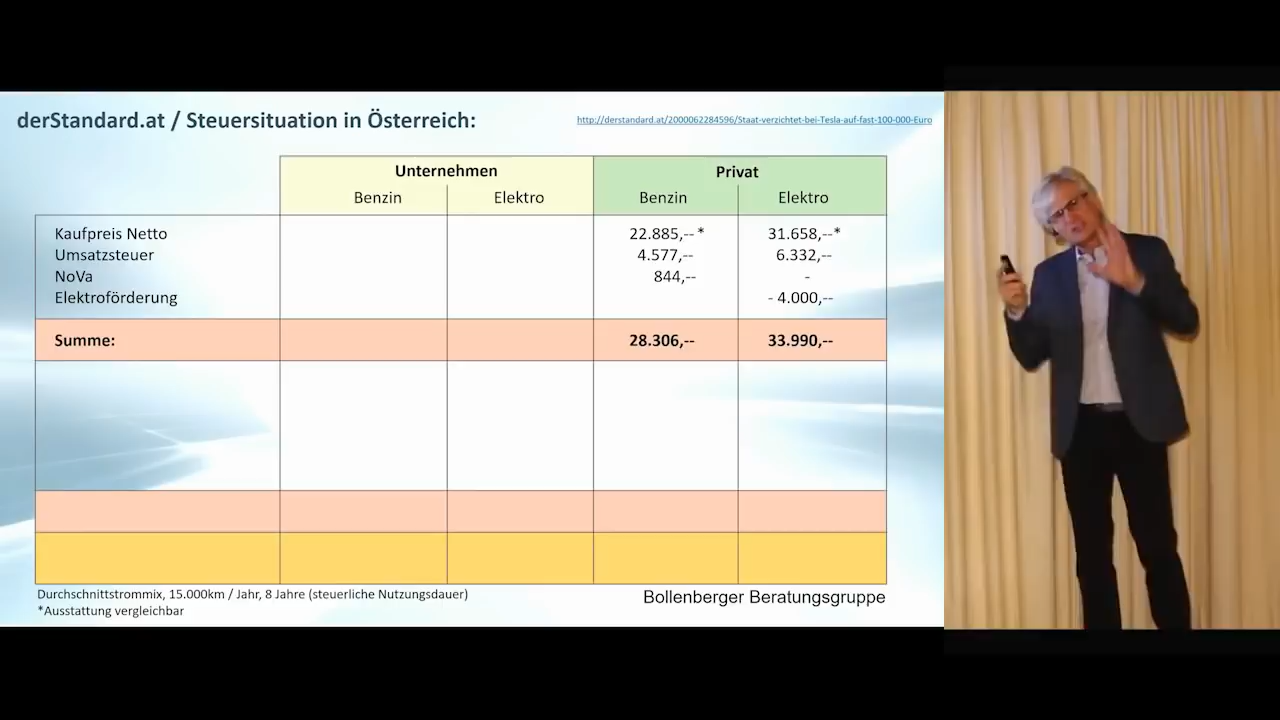 derStandard.at / Steuersituation in Österreich:
http://derstandard.at/2000062284596/Staat-verzichtet-bei-Tesla-auf-fast-100-000-Euro
Unternehmen Privat
Benzin Elektro Benzin Elektro
Kaufpreis Netto 22.885,-- * 31.658,--*
Umsatzsteuer 4.577,-- 6.332,--
NoVa 844,-- -
Elektroförderung - 4.000,--
Summe: 28.306,-- 33.990,--
Durchschnittstrommix, 15.000km / Jahr, 8 Jahre (steuerliche Nutzungsdauer)
*Ausstattung vergleichbar
Bollenberger Beratungsgruppe